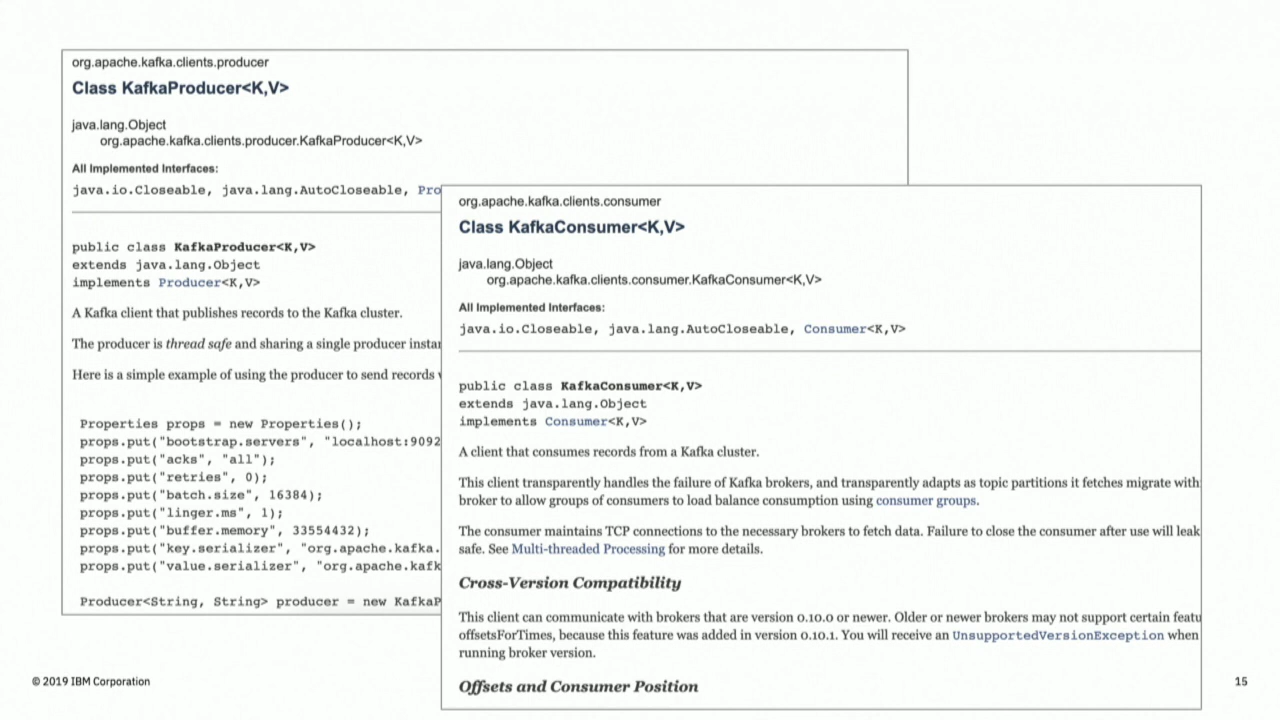 org.apache.kafka.clients.producer
Class KafkaProducer<K,V>
java.lang.Object
org.apache.kafka.clients.producer.KafkaProducer<K,V>
All Implemented Interfaces:
java.io.Closeable, java.lang.AutoCloseable, Pro
public class KafkaProducer<K,V>
extends java.lang.Object
implements Producer<K,V>
A Kafka client that publishes records to the Kafka cluster.
The producer is thread safe and sharing a single producer instan
Here is a simple example of using the producer to send records
Properties props = new Properties();
props.put("bootstrap.servers", "localhost:9092
props.put("acks", "all");
props.put("retries", 0);
props.put("batch.size", 16384);
props.put("linger.ms", 1);
props.put("buffer.memory", 33554432);
props.put("key.serializer", "org.apache.kafka.
props.put("value.serializer", "org.apache.kafk
Producer<String, String> producer = new KafkaP
org.apache.kafka.clients.consumer
Class KafkaConsumer<K,V>
java.lang.Object
org.apache.kafka.clients.consumer.KafkaConsumer<K,V>
All Implemented Interfaces:
java.io.Closeable, java.lang.AutoCloseable, Consumer<K,V>
public class KafkaConsumer<K,V>
extends java.lang.Object
implements Consumer<K,V>
A client that consumes records from a Kafka cluster.
This client transparently handles the failure of Kafka brokers, and transparently adapts as topic partitions it fetches migrate with
broker to allow groups of consumers to load balance consumption using consumer groups.
The consumer maintains TCP connections to the necessary brokers to fetch data. Failure to close the consumer after use will leak
safe. See Multi-threaded Processing for more details.
Cross-Version Compatibility
This client can communicate with brokers that are version 0.10.0 or newer. Older or newer brokers may not support certain featu
offsetsForTimes, because this feature was added in version 0.10.1. You will receive an UnsupportedVersionException when
running broker version.
Offsets and Consumer Position
© 2019 IBM Corporation
15